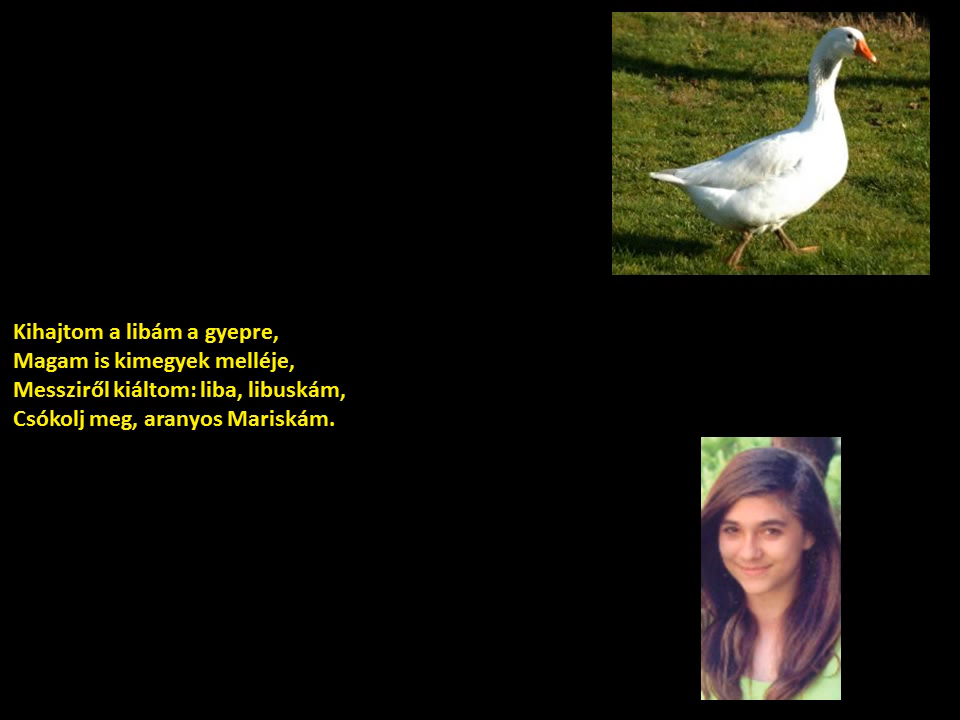 Kihajtom a libám a gyepre,
Magam is kimegyek melléje,
Messziről kiáltom: liba, libuskám,
Csókolj meg, aranyos Mariskám.